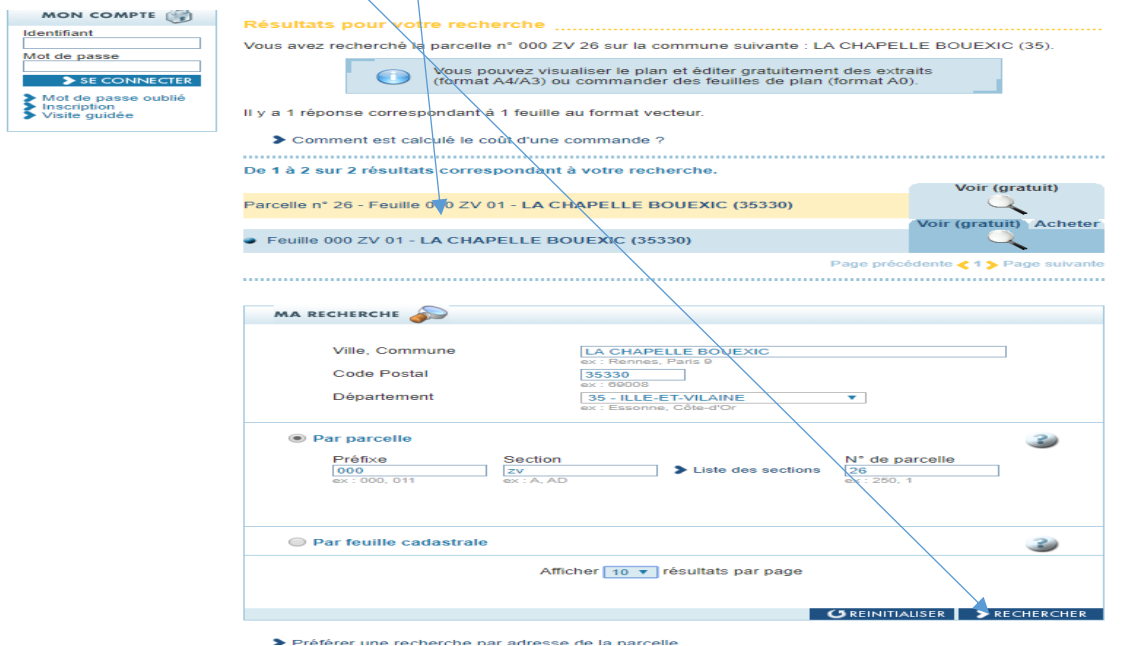 MON COMPTE
Identifiant
Mot de passe
SE CONNECTER
Mot de passe oublié
Inscription
Visite guidée
Résultats pour votre recherche
Vous avez recherché la parcelle n° 000 ZV 26 sur la commune suivante : LA CHAPELLE BOUEXIC (35).
Vous pouvez visualiser le plan et éditer gratuitement des extraits
(format A4/A3) ou commander des feuilles de plan (format A0).
Il y a 1 réponse correspondant à 1 feuille au format vecteur.
Comment est calculé le coût d'une commande ?
De 1 à 2 sur 2 résultats correspondant à votre recherche.
Voir (gratuit)
Parcelle n° 26 - Feuille 000 ZV 01 - LA CHAPELLE BOUEXIC (35330)
Voir (gratuit) Acheter
Feuille 000 ZV 01 - LA CHAPELLE BOUEXIC (35330)
Page précédente 1 Page suivante
MA RECHERCHE
Ville, Commune LA CHAPELLE BOUEXIC
ex : Rennes, Paris 9
Code Postal 35330
ex : 69008
Département 35 - ILLE-ET-VILAINE
ex : Essonne, Côte-d'Or
Par parcelle
Préfixe Section N° de parcelle
000 zv Liste des sections 26
ex : 000, 011 ex : A, AD ex : 250, 1
Par feuille cadastrale
Afficher 10 résultats par page
REINITIALISER RECHERCHER
Préférer une recherche par adresse de la parcelle